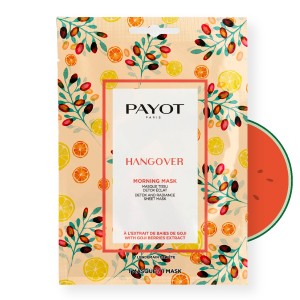 PAYOT
PARIS
HANGOVER
MORNING MASK
MASQUE TISSU
DETOX ÉCLAT
DETOX AND RADIANCE
SHEET MASK
À L'EXTRAIT DE BAIES DE GOJI
WITH GOJI BERRIES EXTRACT
MASK